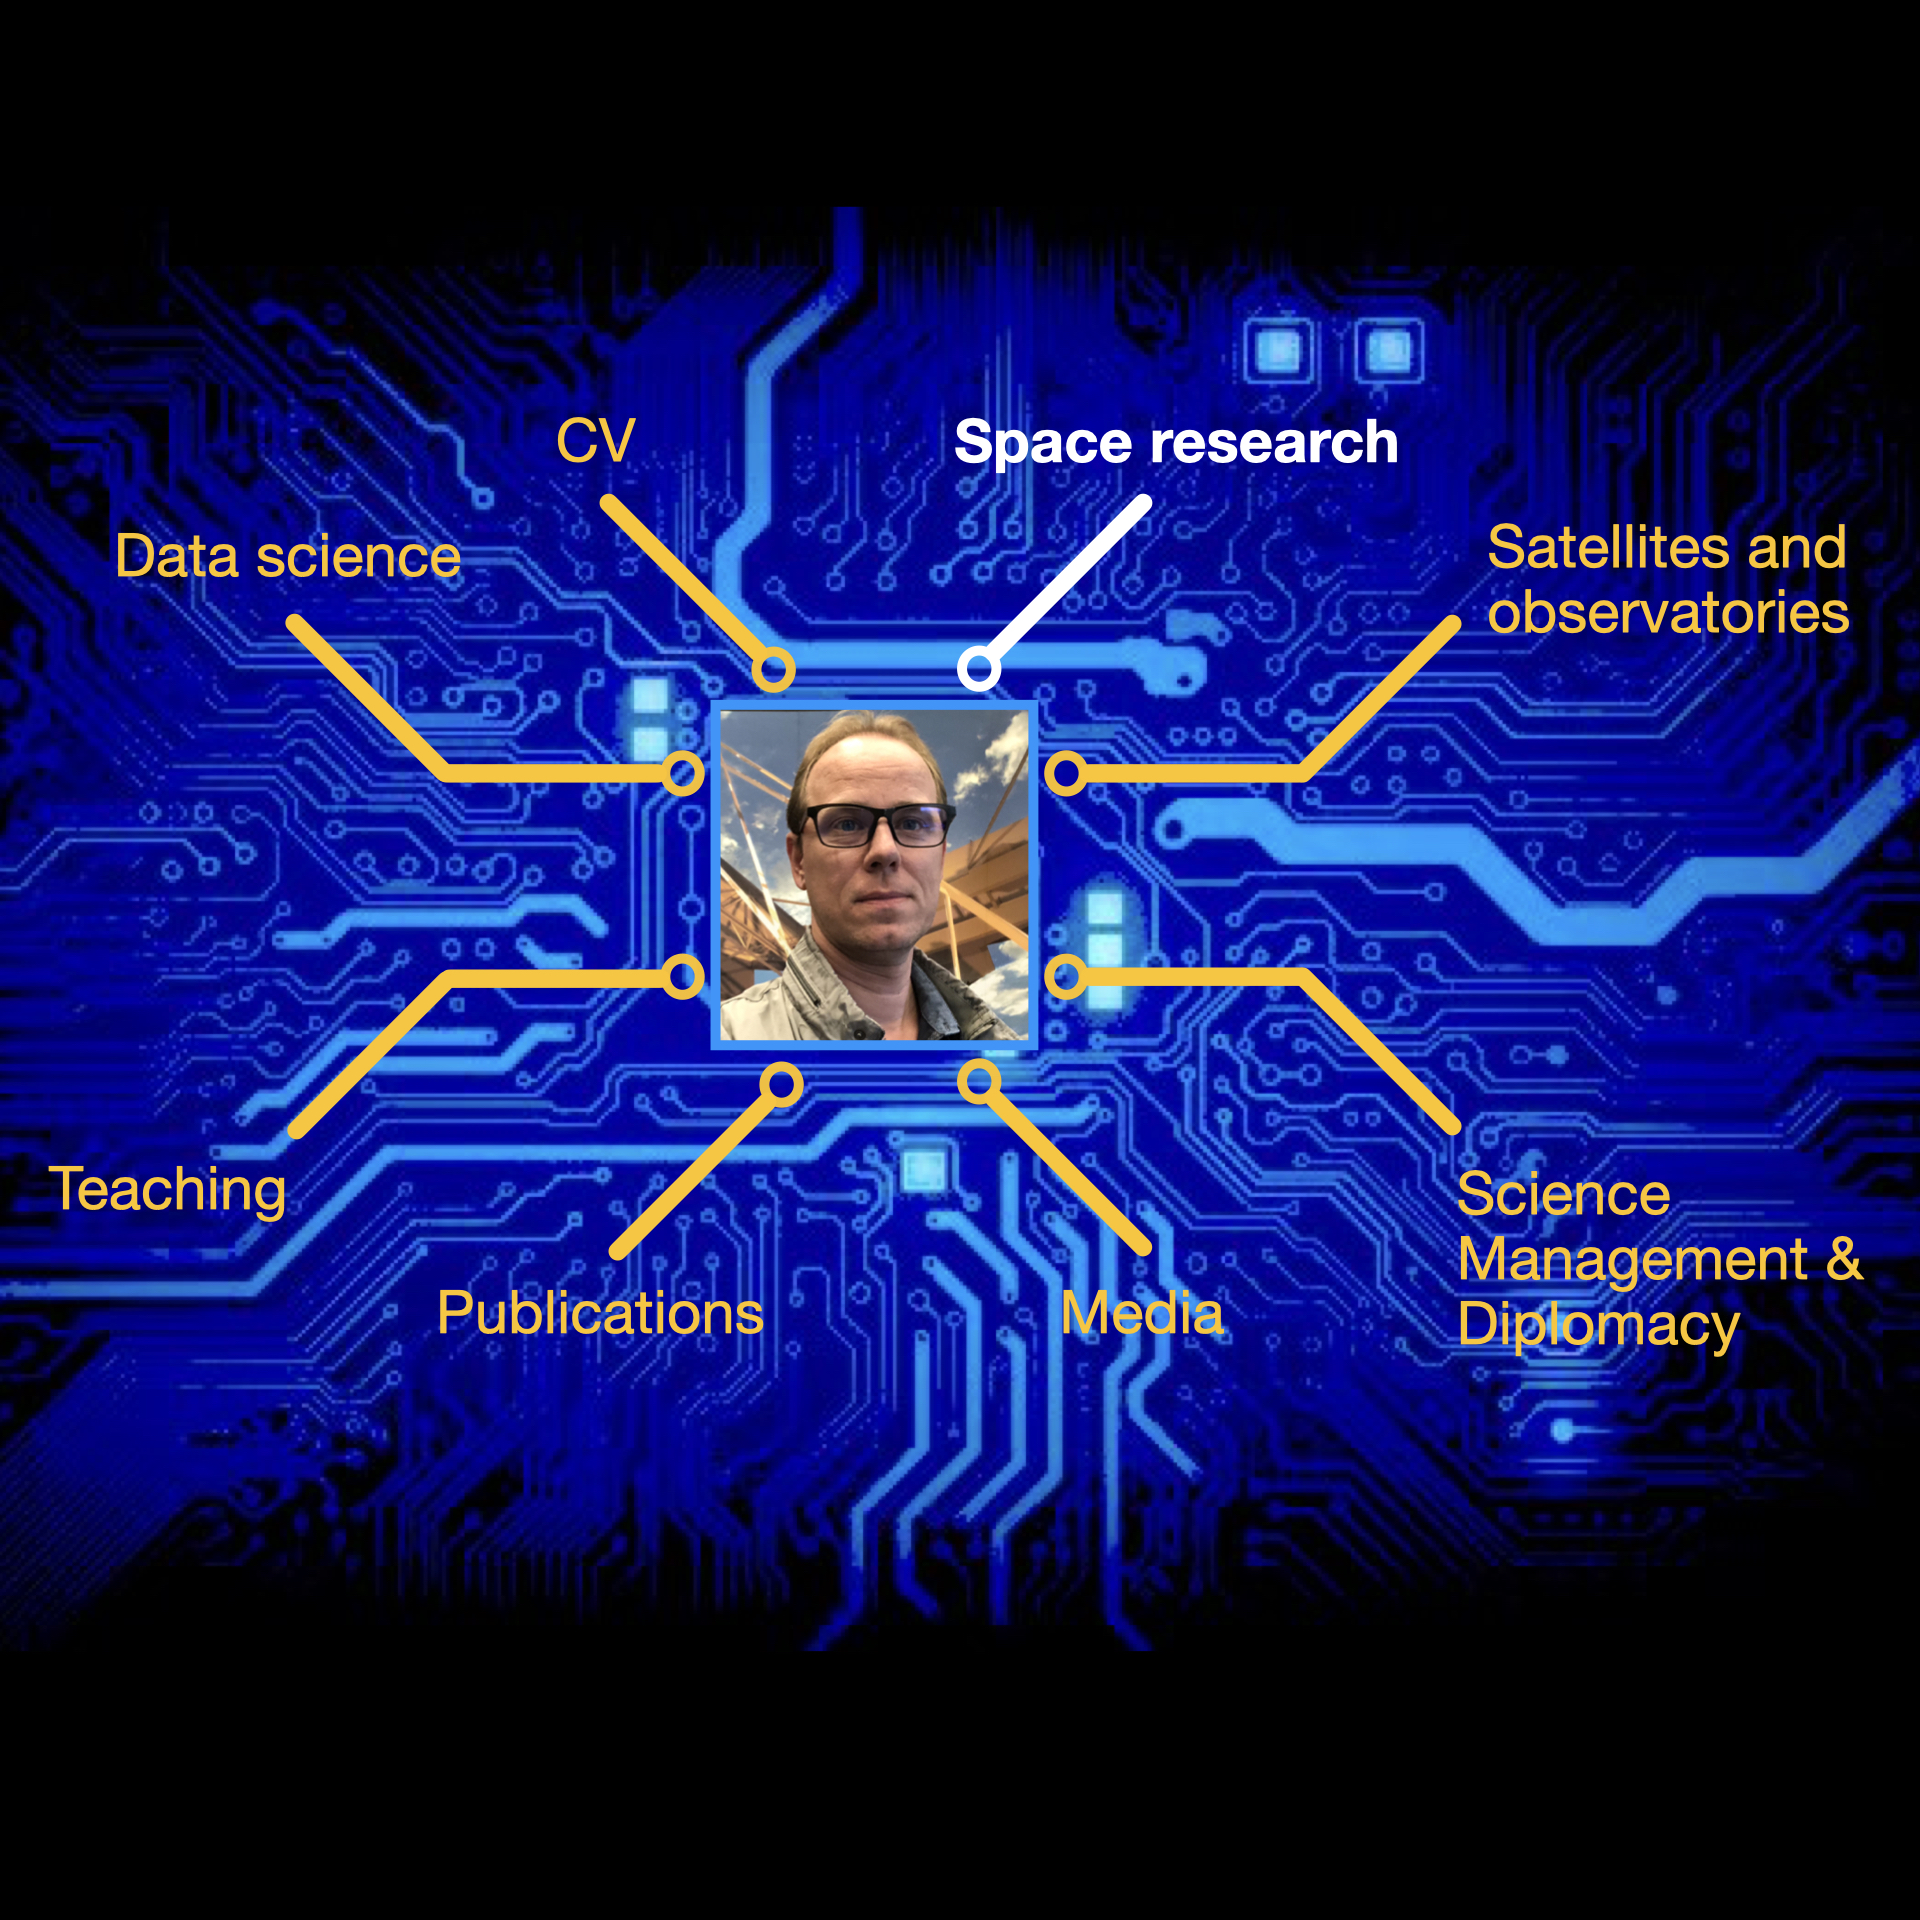 CV
Space research
Data science
Satellites and
observatories
Teaching
Science
Management &
Diplomacy
Publications
Media